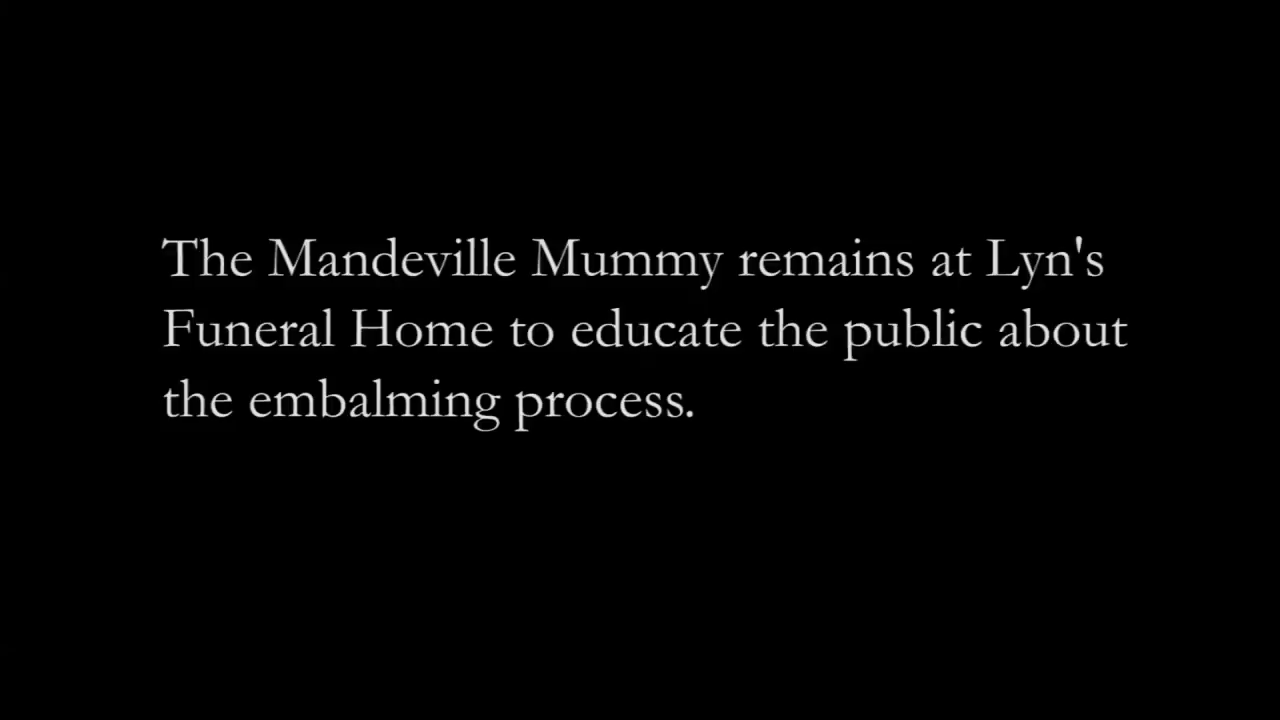 The Mandeville Mummy remains at Lyn's
Funeral Home to educate the public about
the embalming process.